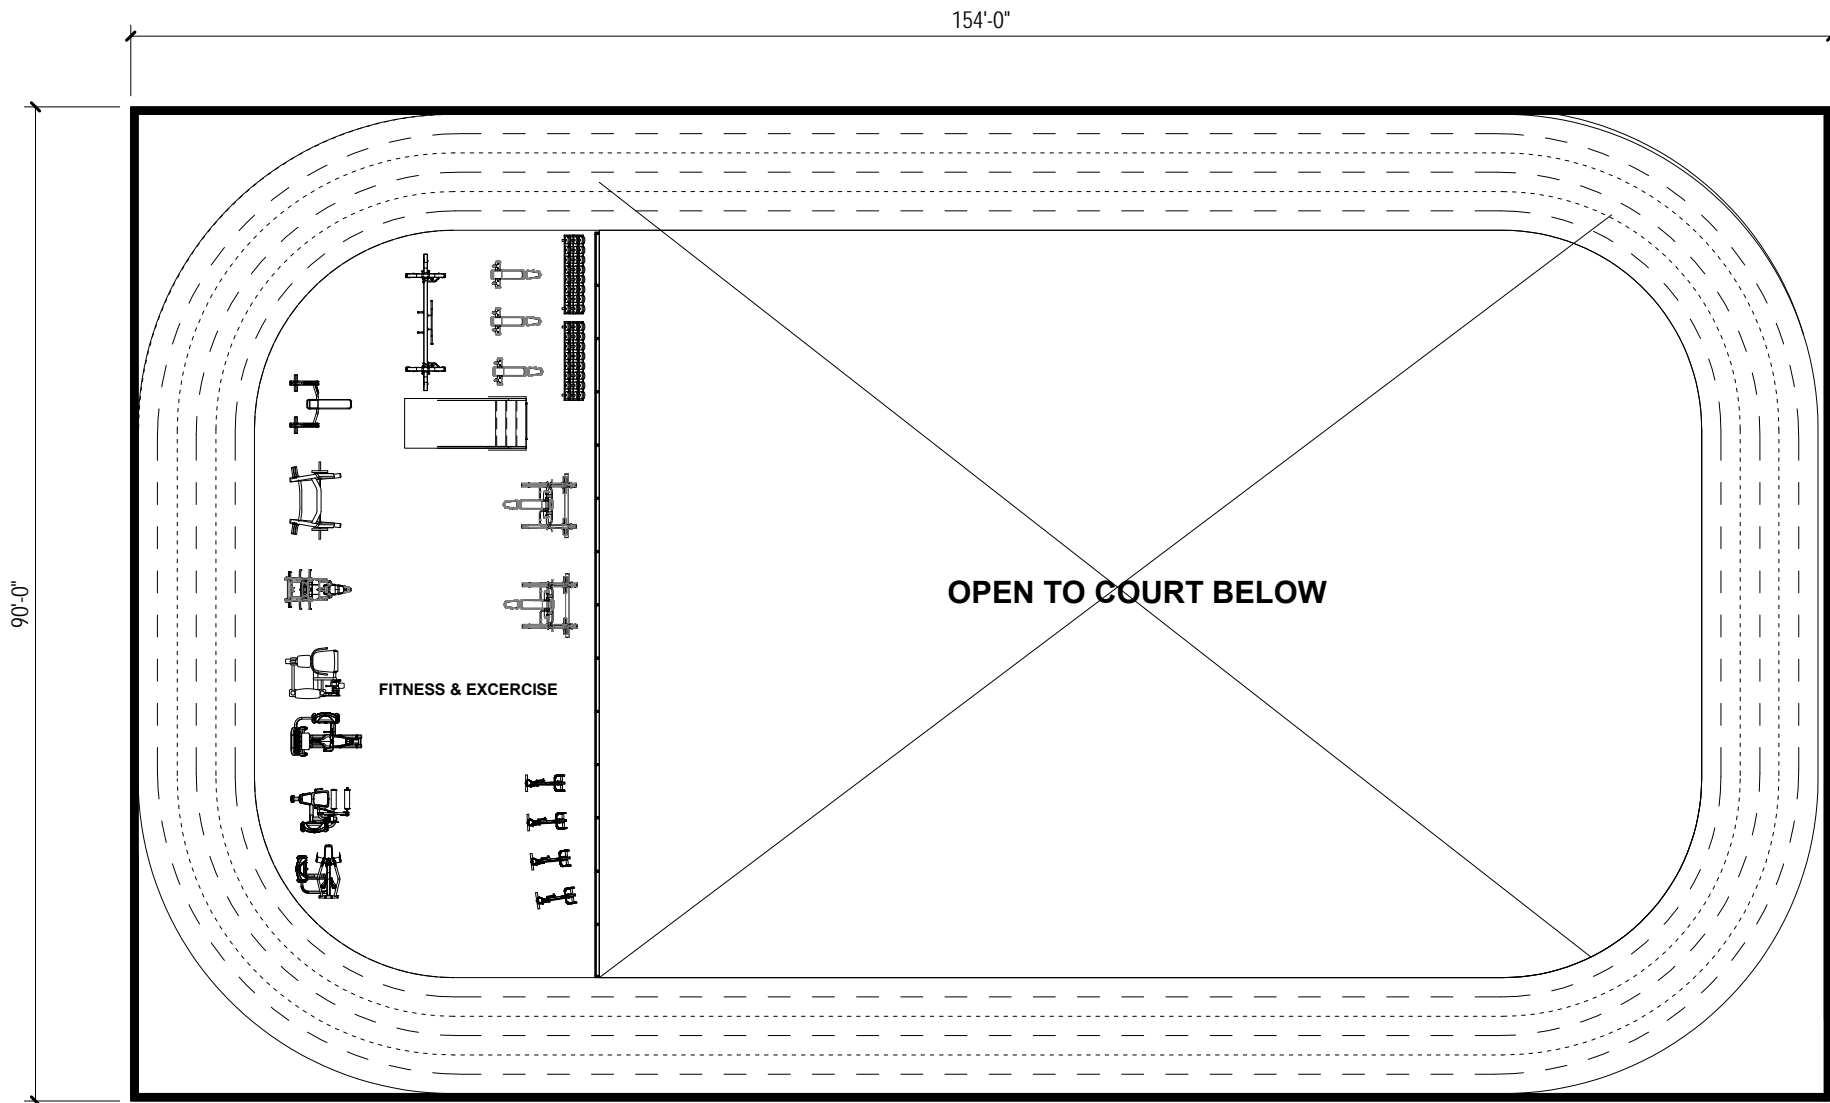 154'-0"
90'-0"
OPEN TO COURT BELOW
FITNESS & EXCERCISE